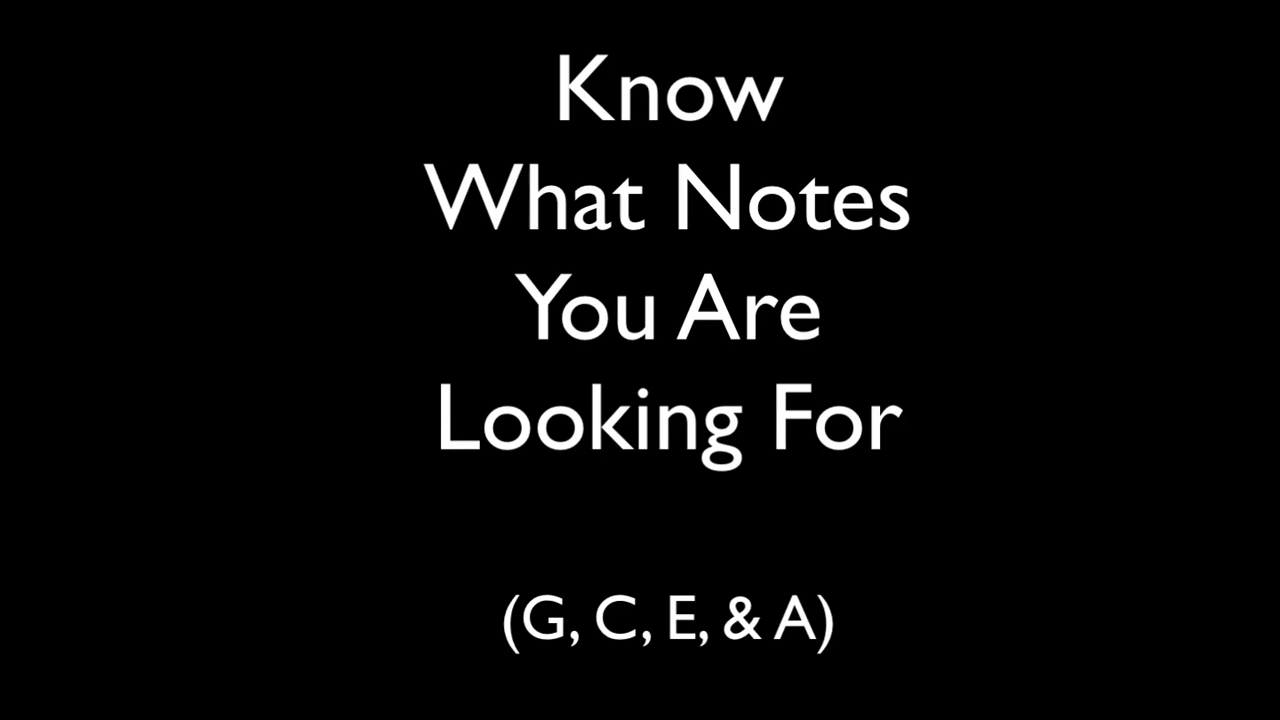 Know
What Notes
You Are
Looking For
(G, C, E, & A)